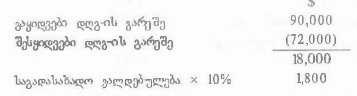 $
გაყიდვები დღგ-ის გარეშე 90,000
შესყიდვები დღგ-ის გარეშე (72,000)
18,000
საგადასახადო ვალდებულება × 10% 1,800